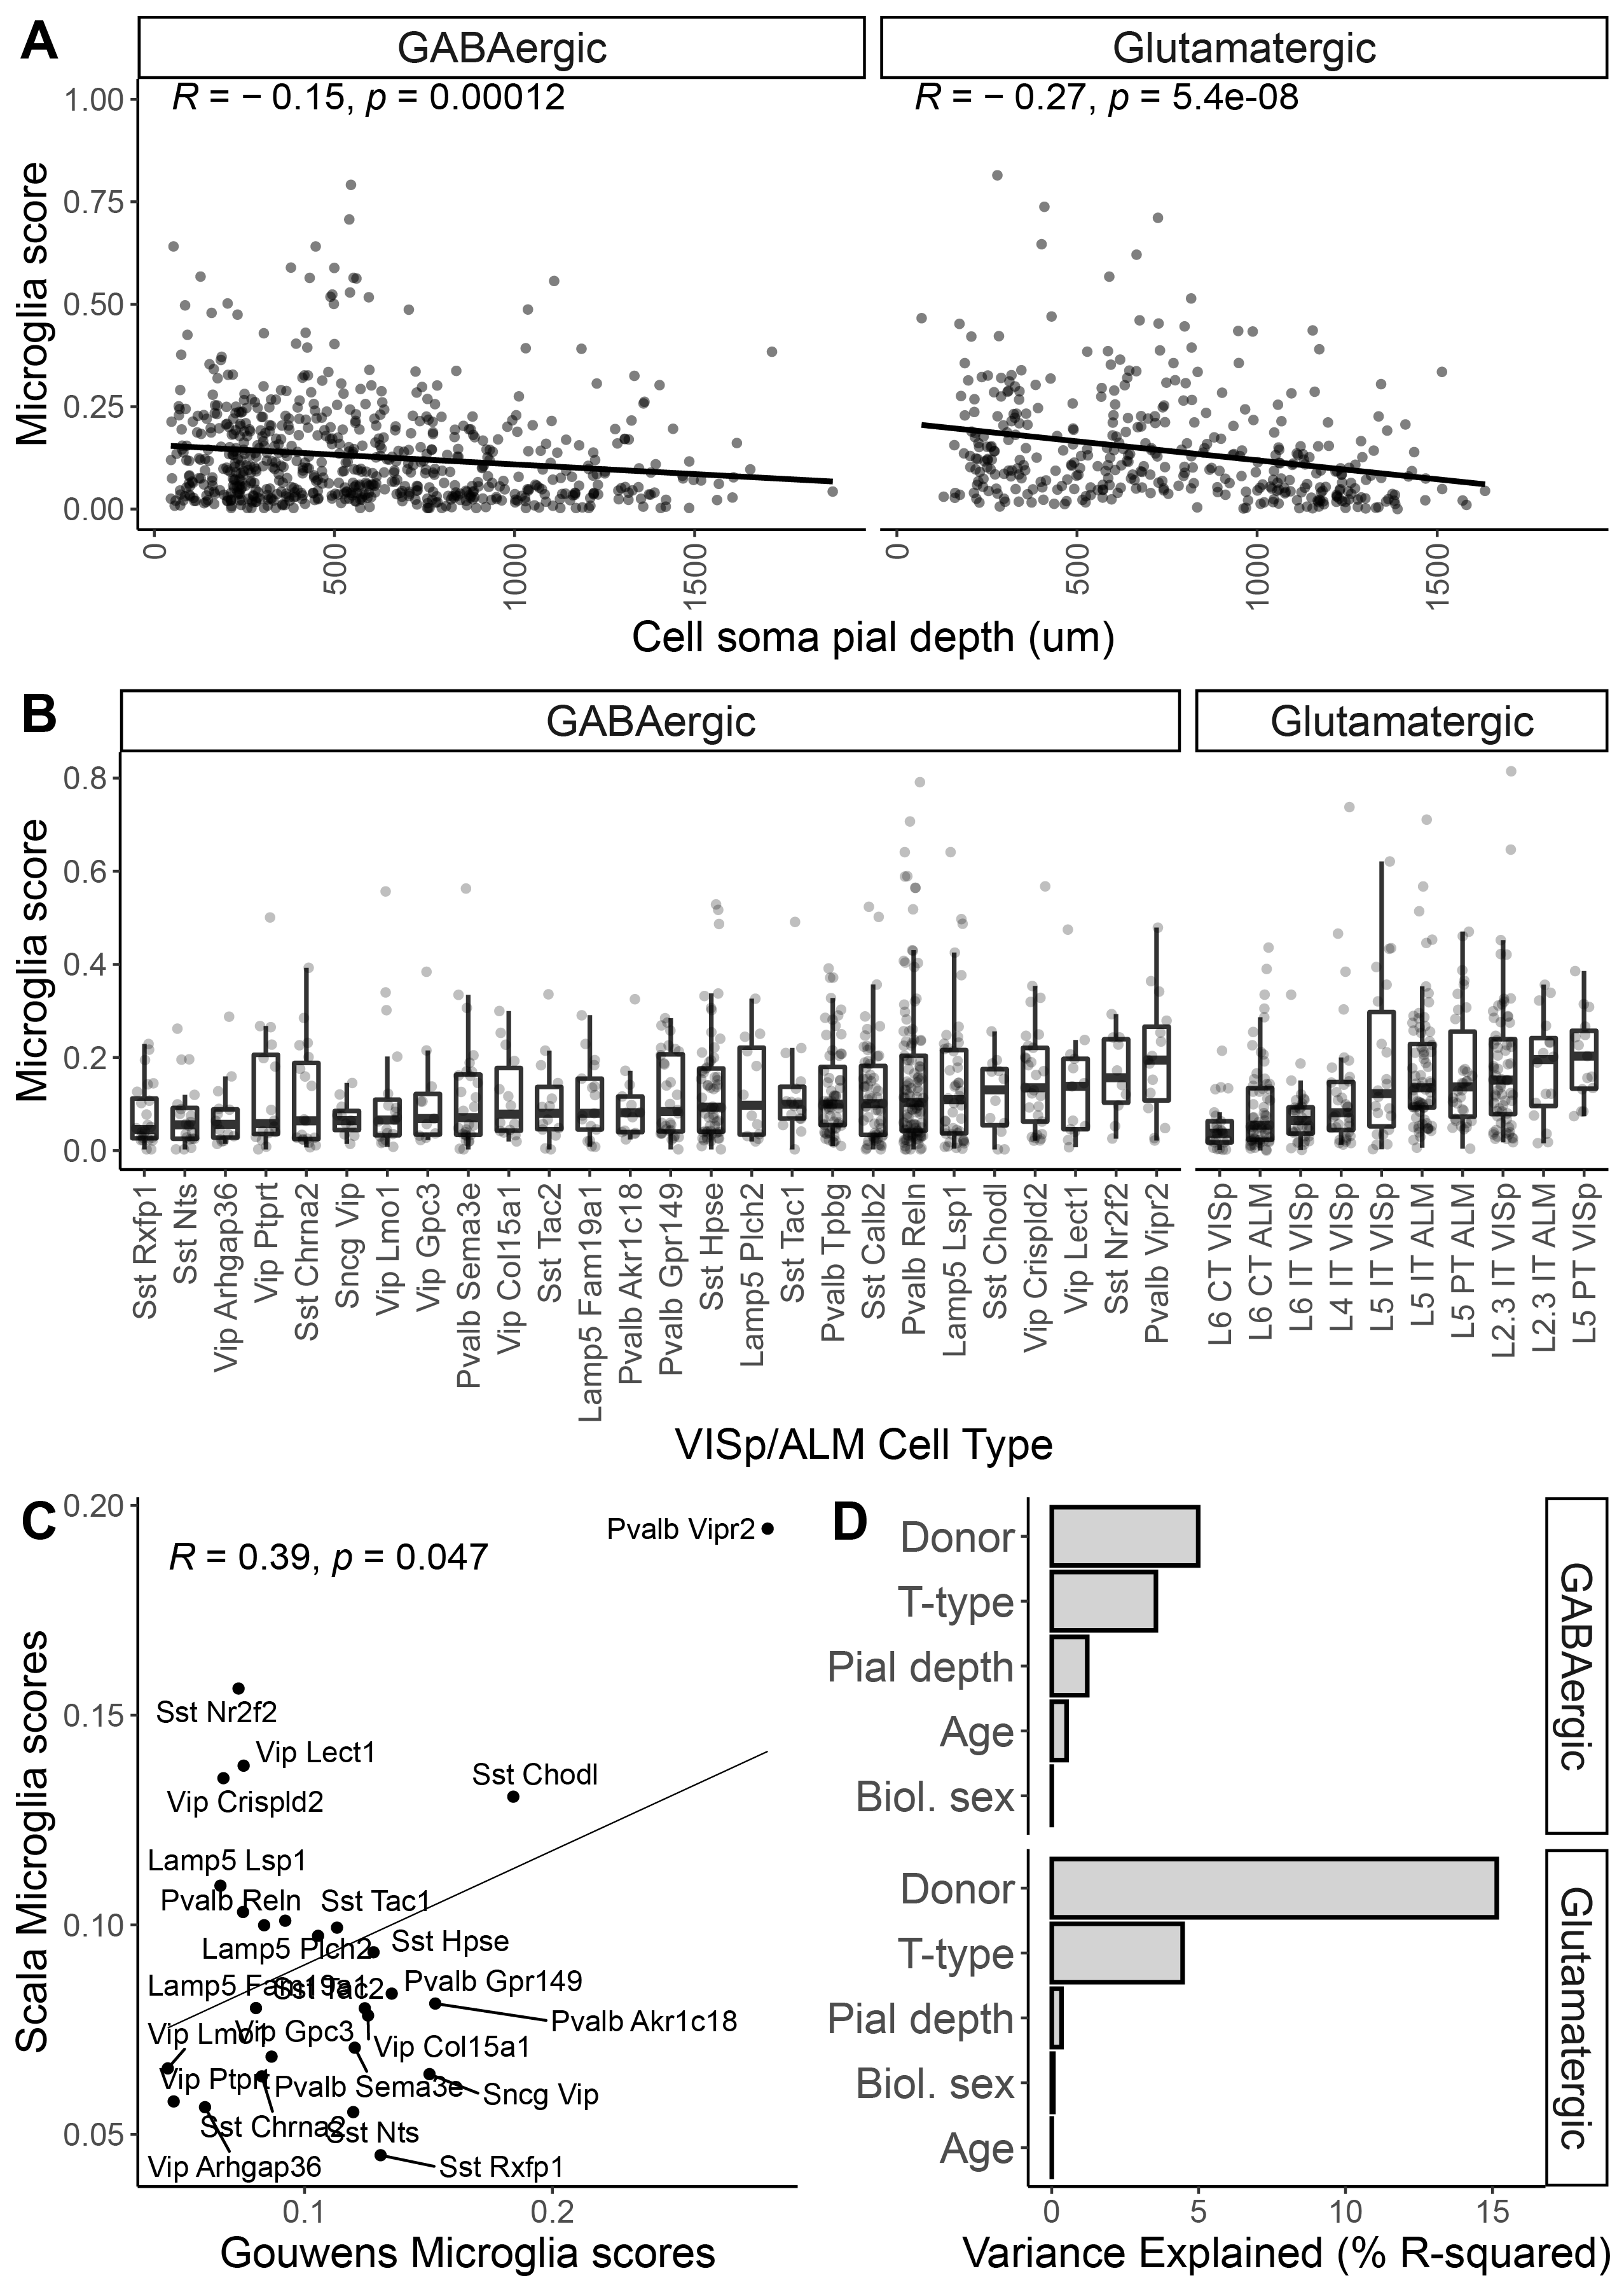 A
GABAergic
Glutamatergic
R = − 0.15, p = 0.00012
R = − 0.27, p = 5.4e-08
Microglia score
1.00
0.75
0.50
0.25
0.00
0
500
1000
1500
0
500
1000
1500
Cell soma pial depth (um)
B
GABAergic
Glutamatergic
Microglia score
0.8
0.6
0.4
0.2
0.0
Sst Rxfp1
Sst Nts
Vip Arhgap36
Vip Ptprt
Sst Chrna2
Sncg Vip
Vip Lmo1
Vip Gpc3
Pvalb Sema3e
Vip Col15a1
Sst Tac2
Lamp5 Fam19a1
Pvalb Akr1c18
Pvalb Gpr149
Sst Hpse
Lamp5 Plch2
Sst Tac1
Pvalb Tpbg
Sst Calb2
Pvalb Reln
Lamp5 Lsp1
Sst Chodl
Vip Crispld2
Vip Lect1
Sst Nr2f2
Pvalb Vipr2
L6 CT VISp
L6 CT ALM
L6 IT VISp
L4 IT VISp
L5 IT VISp
L5 IT ALM
L5 PT ALM
L2.3 IT VISp
L2.3 IT ALM
L5 PT VISp
VISp/ALM Cell Type
C
Scala Microglia scores
0.20
0.15
0.10
0.05
R = 0.39, p = 0.047
Pvalb Vipr2
Sst Nr2f2
Vip Lect1
Vip Crispld2
Sst Chodl
Lamp5 Lsp1
Pvalb Reln
Sst Tac1
Lamp5 Plch2
Sst Hpse
Lamp5 Fam19a1
Sst Tac2
Pvalb Gpr149
Pvalb Akr1c18
Vip Lmo1
Vip Gpc3
Vip Col15a1
Vip Ptprt
Pvalb Sema3e
Sncg Vip
Sst Chrna2
Sst Nts
Vip Arhgap36
Sst Rxfp1
0.1
0.2
Gouwens Microglia scores
D
Donor
T-type
Pial depth
Age
Biol. sex
GABAergic
Donor
T-type
Pial depth
Biol. sex
Age
Glutamatergic
0
5
10
15
Variance Explained (% R-squared)